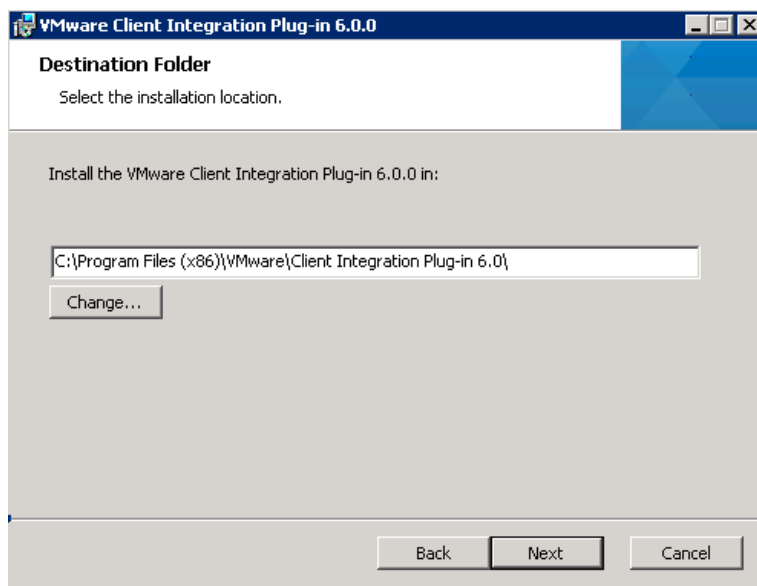 VMware Client Integration Plug-in 6.0.0
Destination Folder
Select the installation location.
Install the VMware Client Integration Plug-in 6.0.0 in:
C:\Program Files (x86)\VMware\Client Integration Plug-in 6.0\
Change...
Back Next Cancel